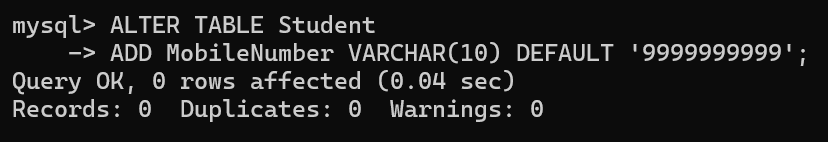 mysql> ALTER TABLE Student
    -> ADD MobileNumber VARCHAR(10) DEFAULT '9999999999';
Query OK, 0 rows affected (0.04 sec)
Records: 0  Duplicates: 0  Warnings: 0